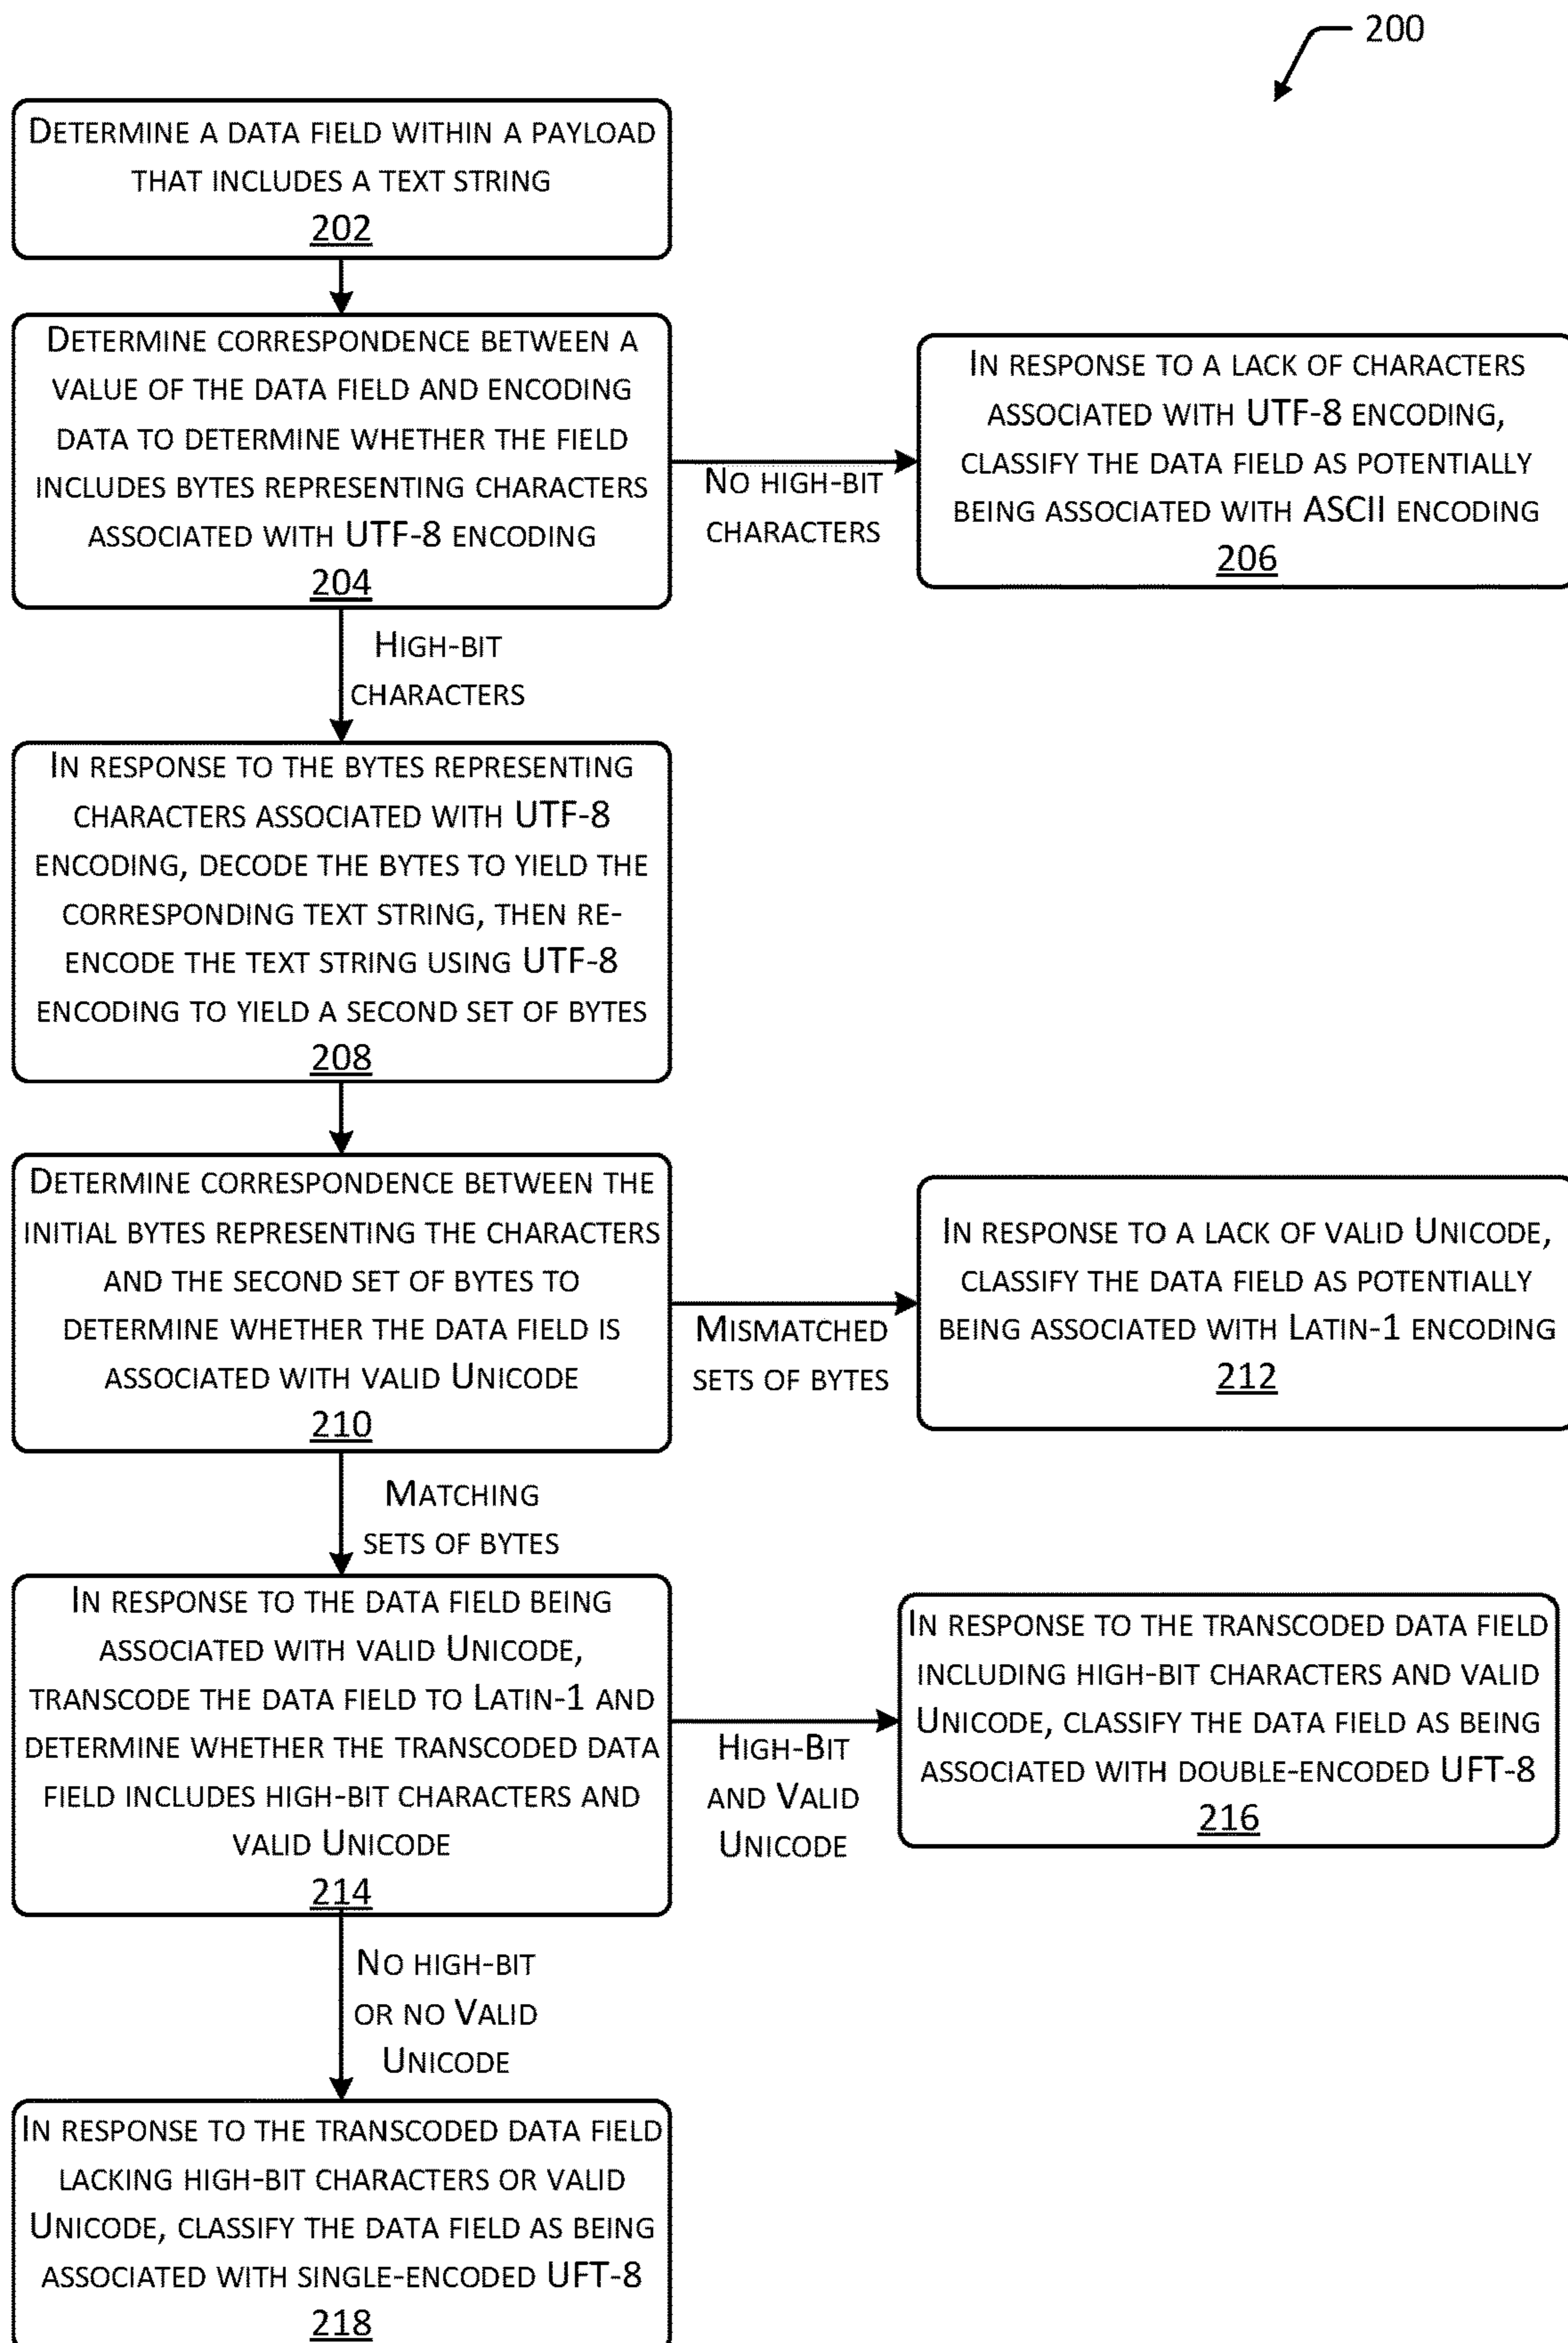 200
DETERMINE A DATA FIELD WITHIN A PAYLOAD
THAT INCLUDES A TEXT STRING
202
DETERMINE CORRESPONDENCE BETWEEN A
VALUE OF THE DATA FIELD AND ENCODING
DATA TO DETERMINE WHETHER THE FIELD
INCLUDES BYTES REPRESENTING CHARACTERS
ASSOCIATED WITH UTF-8 ENCODING
204
NO HIGH-BIT
CHARACTERS
IN RESPONSE TO A LACK OF CHARACTERS
ASSOCIATED WITH UTF-8 ENCODING,
CLASSIFY THE DATA FIELD AS POTENTIALLY
BEING ASSOCIATED WITH ASCII ENCODING
206
HIGH-BIT
CHARACTERS
IN RESPONSE TO THE BYTES REPRESENTING
CHARACTERS ASSOCIATED WITH UTF-8
ENCODING, DECODE THE BYTES TO YIELD THE
CORRESPONDING TEXT STRING, THEN RE-
ENCODE THE TEXT STRING USING UTF-8
ENCODING TO YIELD A SECOND SET OF BYTES
208
DETERMINE CORRESPONDENCE BETWEEN THE
INITIAL BYTES REPRESENTING THE CHARACTERS
AND THE SECOND SET OF BYTES TO
DETERMINE WHETHER THE DATA FIELD IS
ASSOCIATED WITH VALID UNICODE
210
MISMATCHED
SETS OF BYTES
IN RESPONSE TO A LACK OF VALID UNICODE,
CLASSIFY THE DATA FIELD AS POTENTIALLY
BEING ASSOCIATED WITH LATIN-1 ENCODING
212
MATCHING
SETS OF BYTES
IN RESPONSE TO THE DATA FIELD BEING
ASSOCIATED WITH VALID UNICODE,
TRANSCODE THE DATA FIELD TO LATIN-1 AND
DETERMINE WHETHER THE TRANSCODED DATA
FIELD INCLUDES HIGH-BIT CHARACTERS AND
VALID UNICODE
214
HIGH-BIT
AND VALID
UNICODE
IN RESPONSE TO THE TRANSCODED DATA FIELD
INCLUDING HIGH-BIT CHARACTERS AND VALID
UNICODE, CLASSIFY THE DATA FIELD AS BEING
ASSOCIATED WITH DOUBLE-ENCODED UFT-8
216
NO HIGH-BIT
OR NO VALID
UNICODE
IN RESPONSE TO THE TRANSCODED DATA FIELD
LACKING HIGH-BIT CHARACTERS OR VALID
UNICODE, CLASSIFY THE DATA FIELD AS BEING
ASSOCIATED WITH SINGLE-ENCODED UFT-8
218